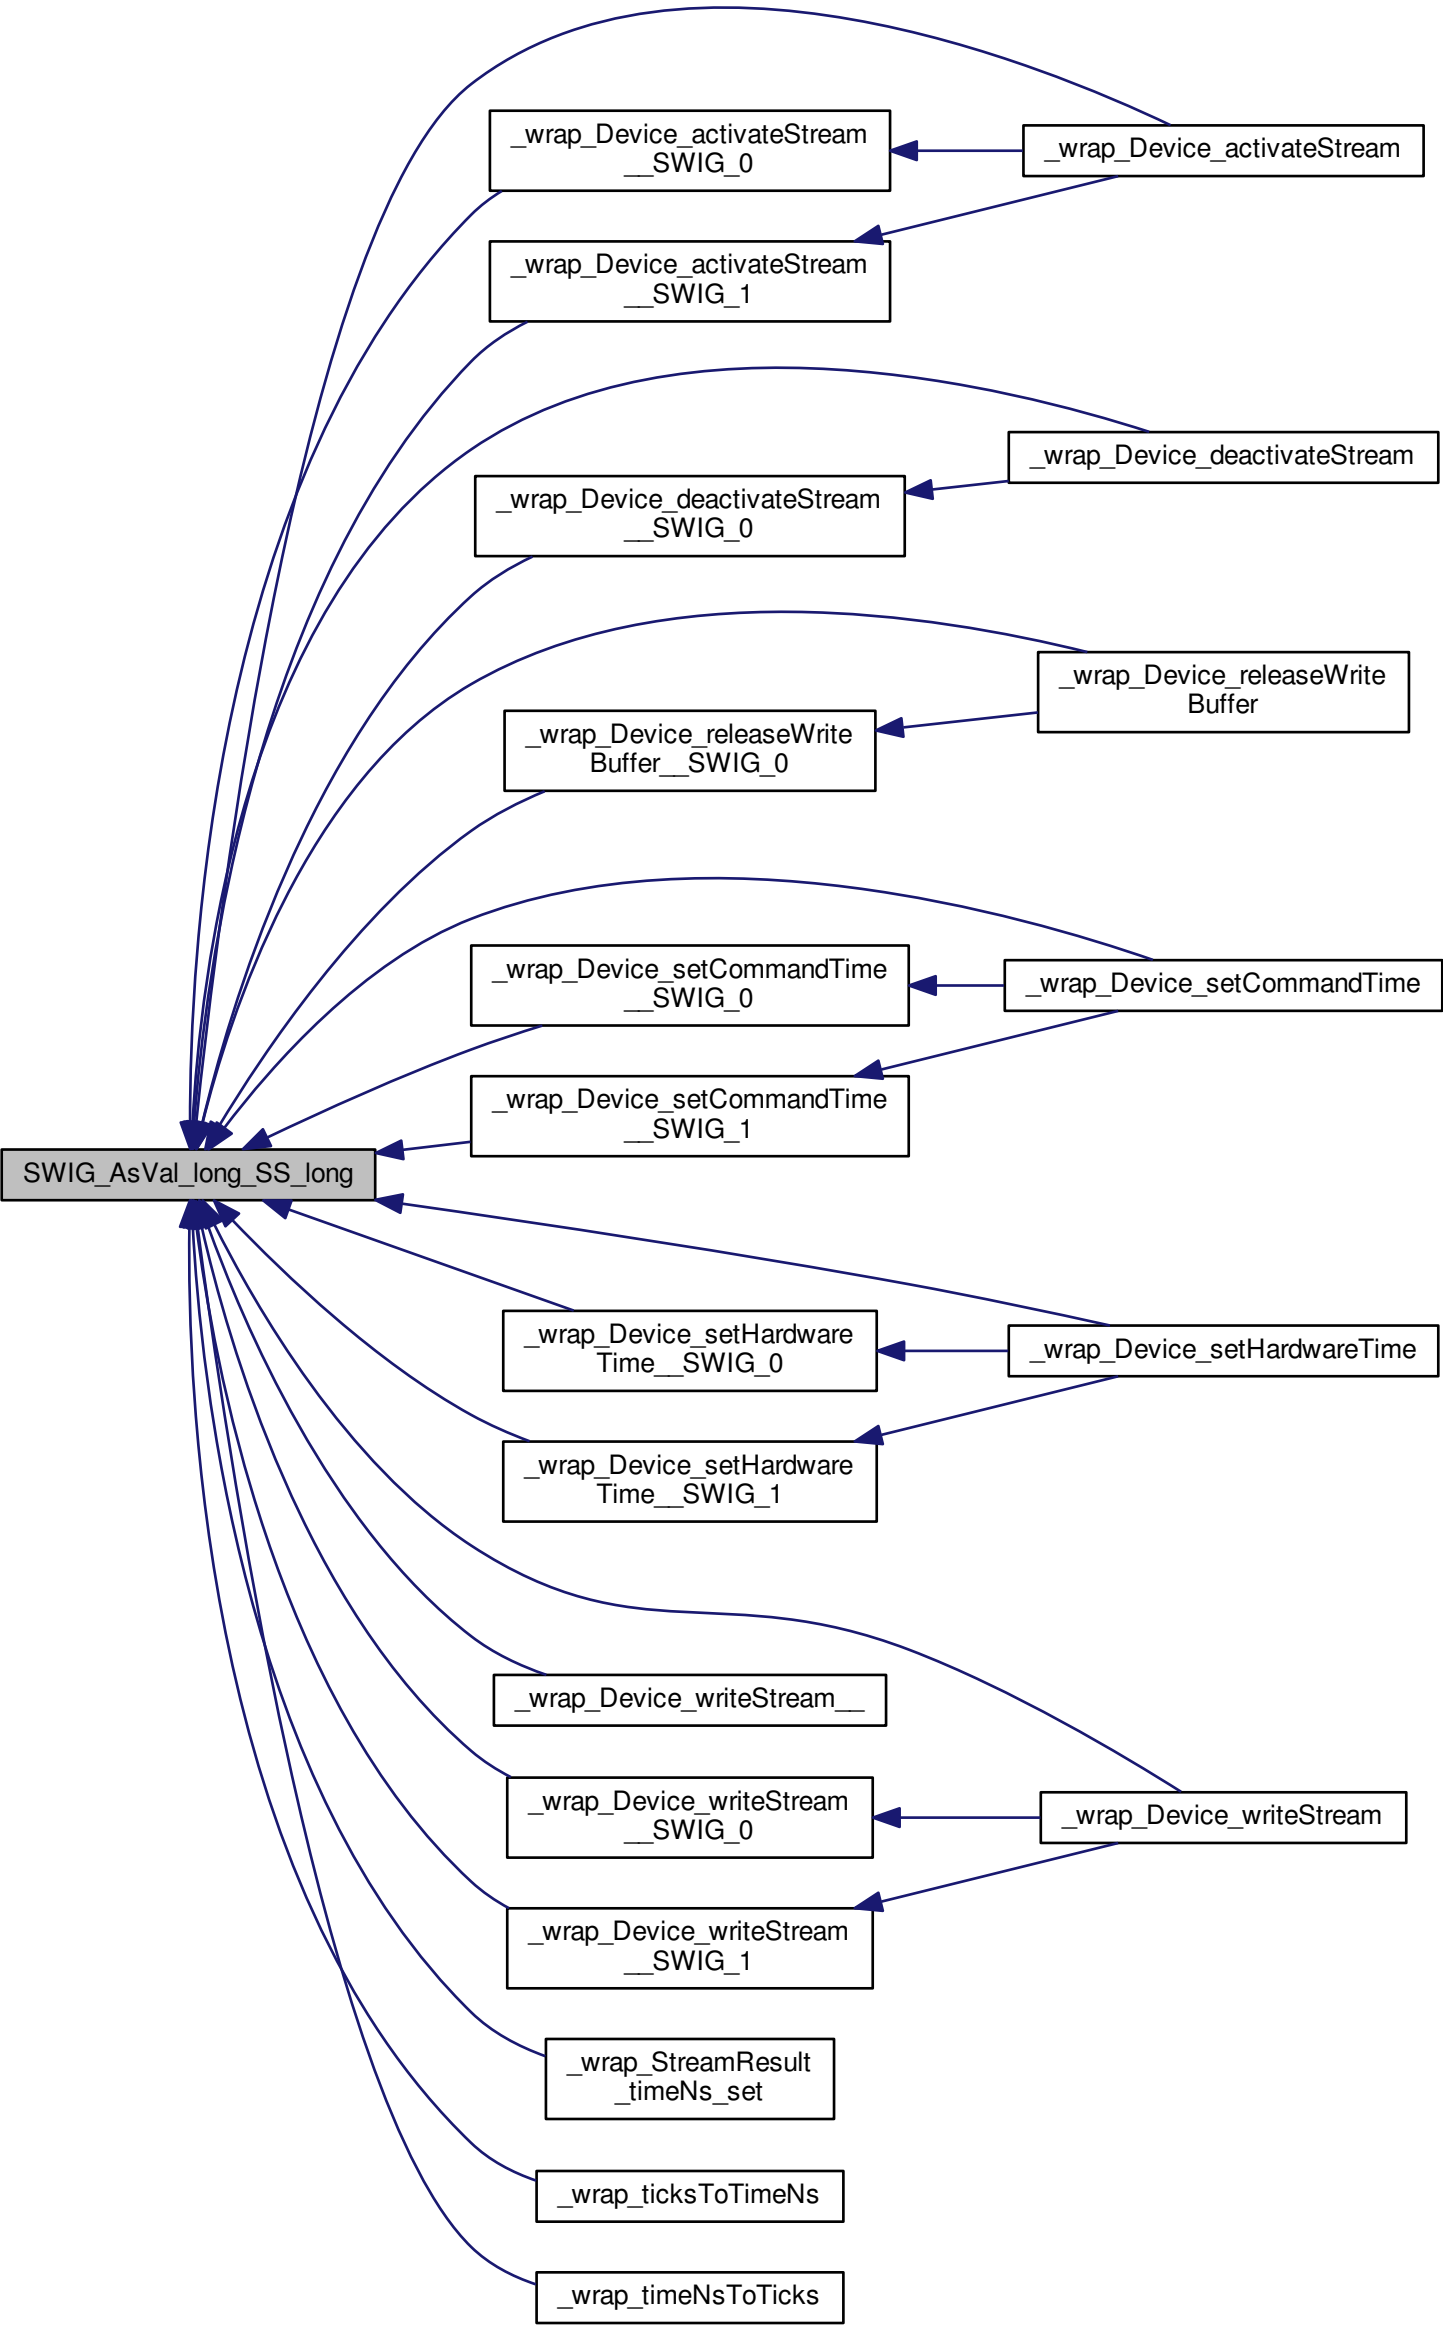 _wrap_Device_activateStream
__SWIG_0
_wrap_Device_activateStream
_wrap_Device_activateStream
__SWIG_1
_wrap_Device_deactivateStream
_wrap_Device_deactivateStream
__SWIG_0
_wrap_Device_releaseWrite
Buffer
_wrap_Device_releaseWrite
Buffer__SWIG_0
_wrap_Device_setCommandTime
__SWIG_0
_wrap_Device_setCommandTime
_wrap_Device_setCommandTime
__SWIG_1
SWIG_AsVal_long_SS_long
_wrap_Device_setHardware
Time__SWIG_0
_wrap_Device_setHardwareTime
_wrap_Device_setHardware
Time__SWIG_1
_wrap_Device_writeStream__
_wrap_Device_writeStream
__SWIG_0
_wrap_Device_writeStream
_wrap_Device_writeStream
__SWIG_1
_wrap_StreamResult
_timeNs_set
_wrap_ticksToTimeNs
_wrap_timeNsToTicks